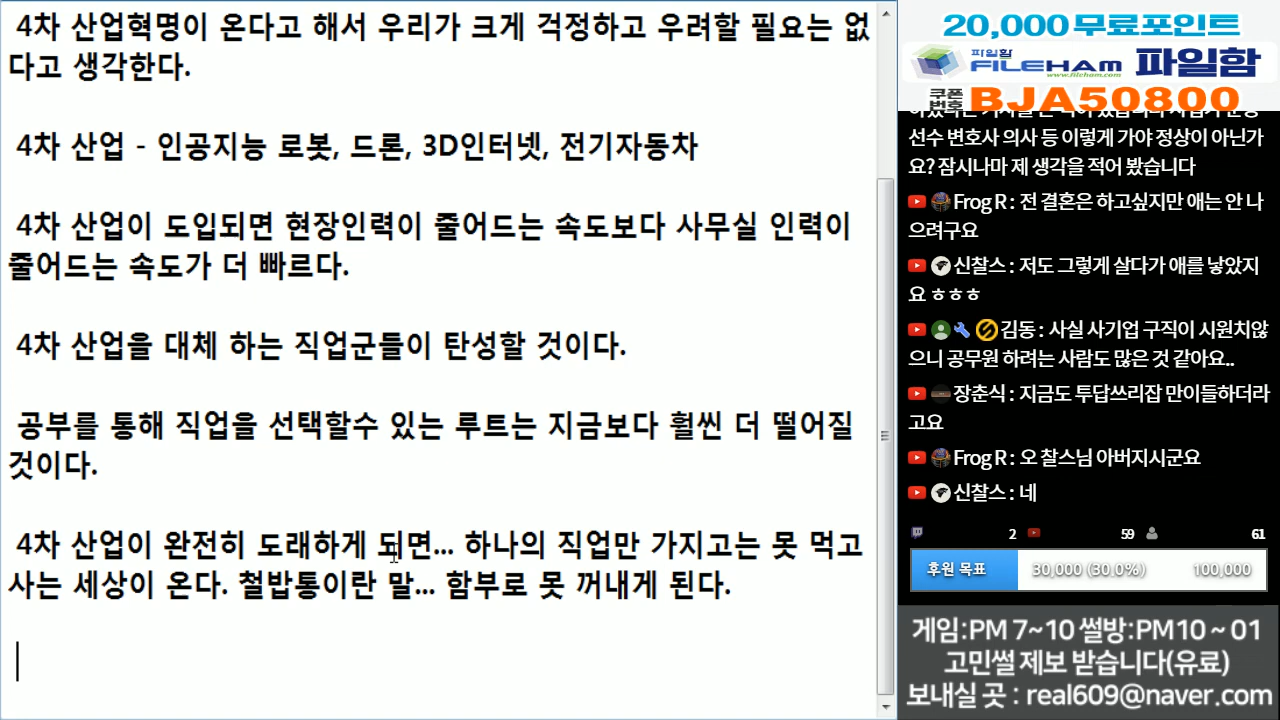 4차 산업혁명이 온다고 해서 우리가 크게 걱정하고 우려할 필요는 없
다고 생각한다.
4차 산업 - 인공지능 로봇, 드론, 3D인터넷, 전기자동차
4차 산업이 도입되면 현장인력이 줄어드는 속도보다 사무실 인력이
줄어드는 속도가 더 빠르다.
4차 산업을 대체 하는 직업군들이 탄성할 것이다.
공부를 통해 직업을 선택할수 있는 루트는 지금보다 훨씬 더 떨어질
것이다.
4차 산업이 완전히 도래하게 되면... 하나의 직업만 가지고는 못 먹고
사는 세상이 온다. 철밥통이란 말... 함부로 못 꺼내게 된다.
20,000 무료포인트
파일함
FILEHAM
www.fileham.com
파일함
쿠폰
번호
BJA50800
선수 변호사 의사 등 이렇게 가야 정상이 아닌가
요? 잠시나마 제 생각을 적어 봤습니다
Frog R : 전 결혼은 하고싶지만 애는 안 나
으려구요
신찰스 : 저도 그렇게 살다가 애를 낳았지
요 ㅎㅎㅎ
김동 : 사실 사기업 구직이 시원치않
으니 공무원 하려는 사람도 많은 것 같아요..
장춘식 : 지금도 투답쓰리잡 만이들하더라
고요
Frog R : 오 찰스님 아버지시군요
신찰스 : 네
2 59 61
후원 목표 30,000 (30.0%) 100,000
게임:PM 7~10 썰방:PM10 ~ 01
고민썰 제보 받습니다(유료)
보내실 곳 : real609@naver.com